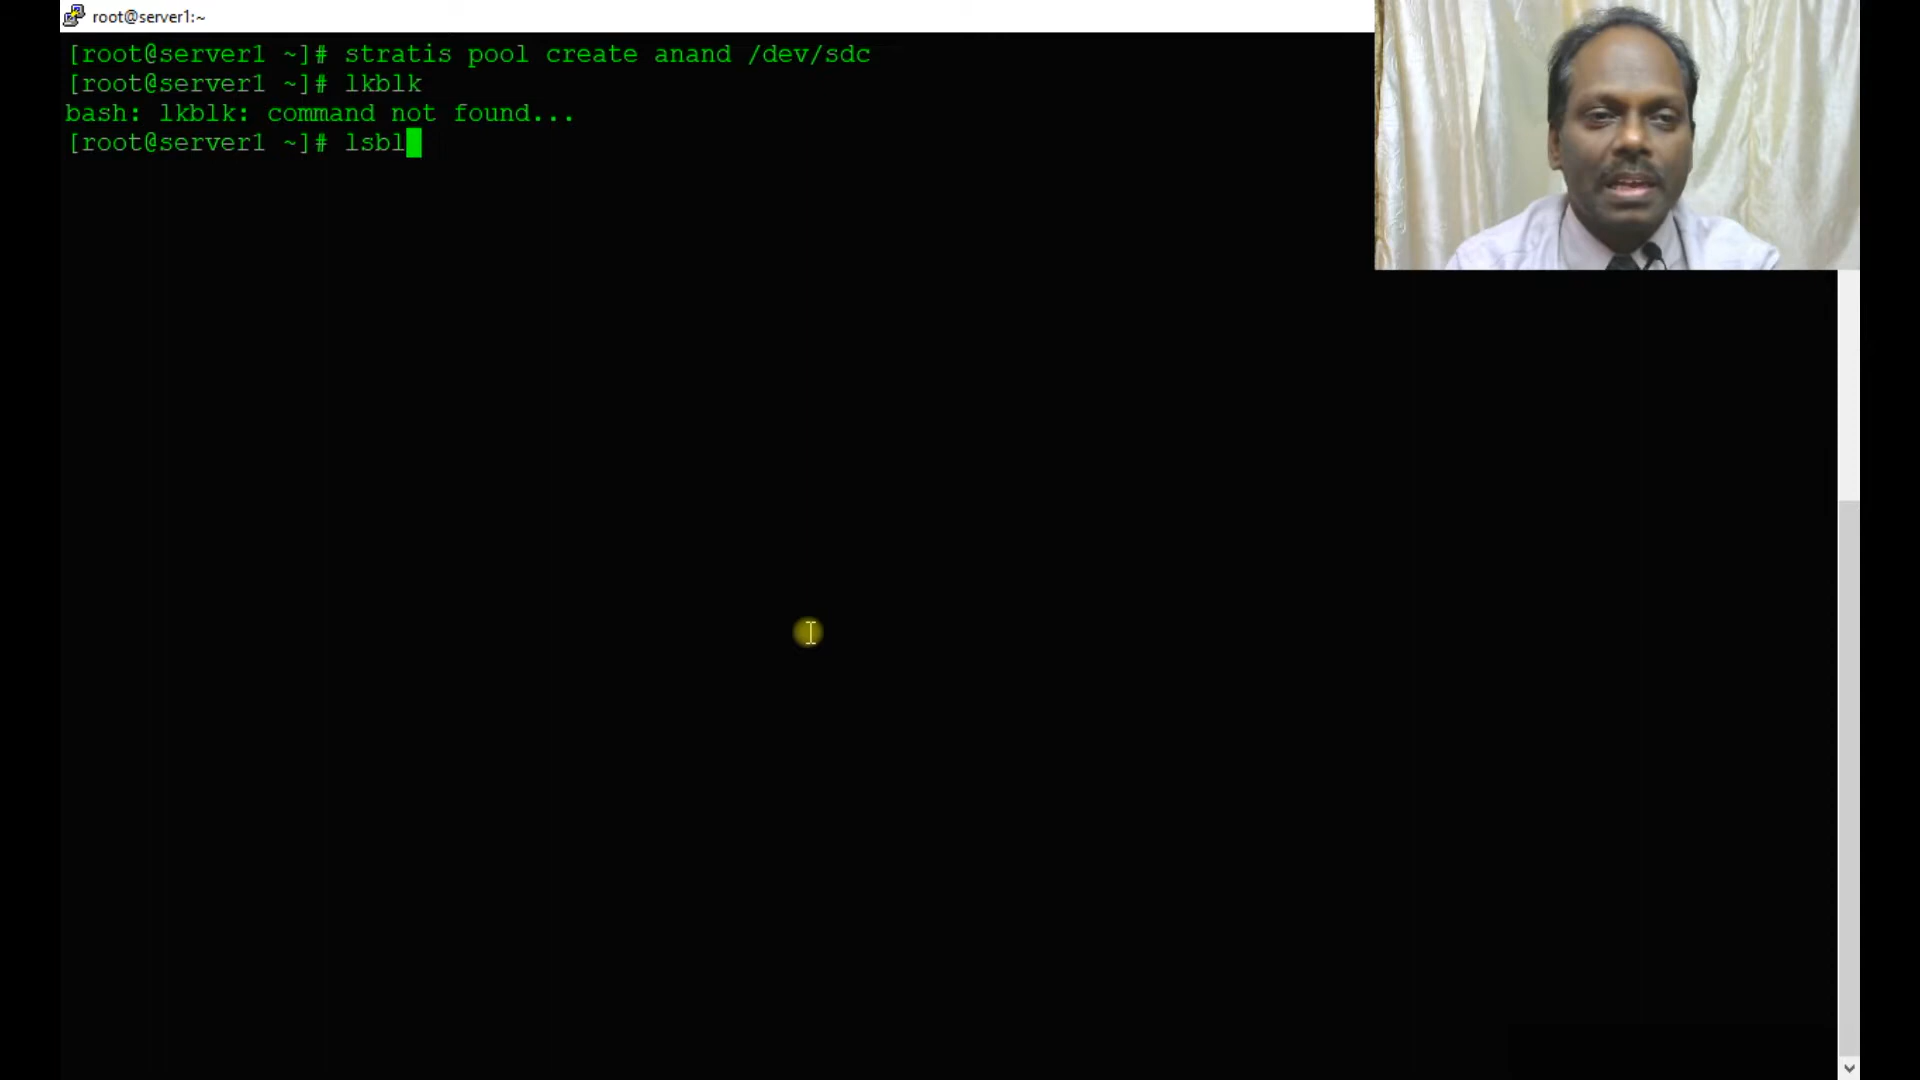 root@server1:~
[root@server1 ~]# stratis pool create anand /dev/sdc
[root@server1 ~]# lkblk
bash: lkblk: command not found...
[root@server1 ~]# lsbl